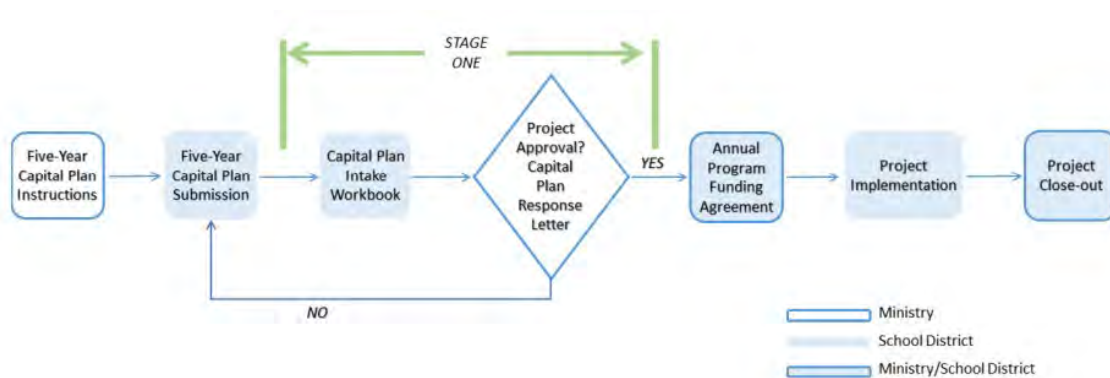 STAGE
ONE
Five-Year
Capital Plan
Instructions
Five-Year
Capital Plan
Submission
Capital Plan
Intake
Workbook
Project
Approval?
Capital
Plan
Response
Letter
YES
Annual
Program
Funding
Agreement
Project
Implementation
Project
Close-out
NO
Ministry
School District
Ministry/School District